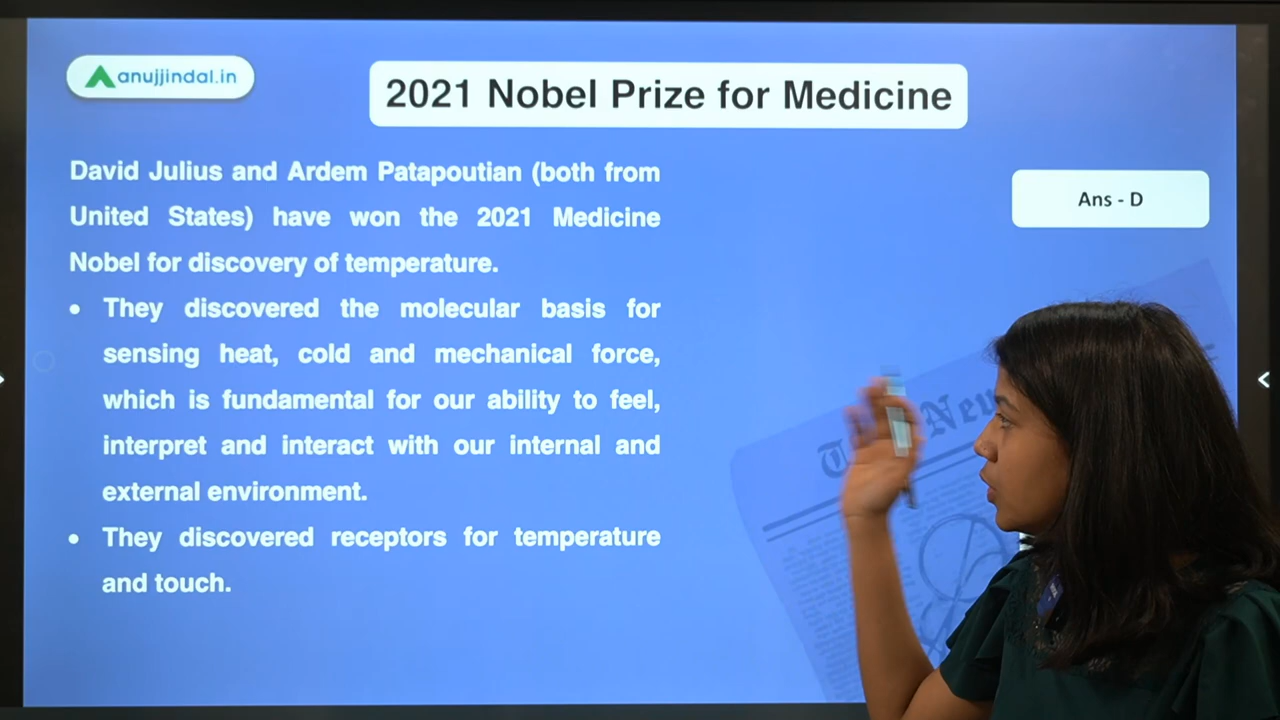 anujjindal.in
2021 Nobel Prize for Medicine
David Julius and Ardem Patapoutian (both from
United States) have won the 2021 Medicine
Nobel for discovery of temperature.
• They discovered the molecular basis for
sensing heat, cold and mechanical force,
which is fundamental for our ability to feel,
interpret and interact with our internal and
external environment.
• They discovered receptors for temperature
and touch.
Ans - D